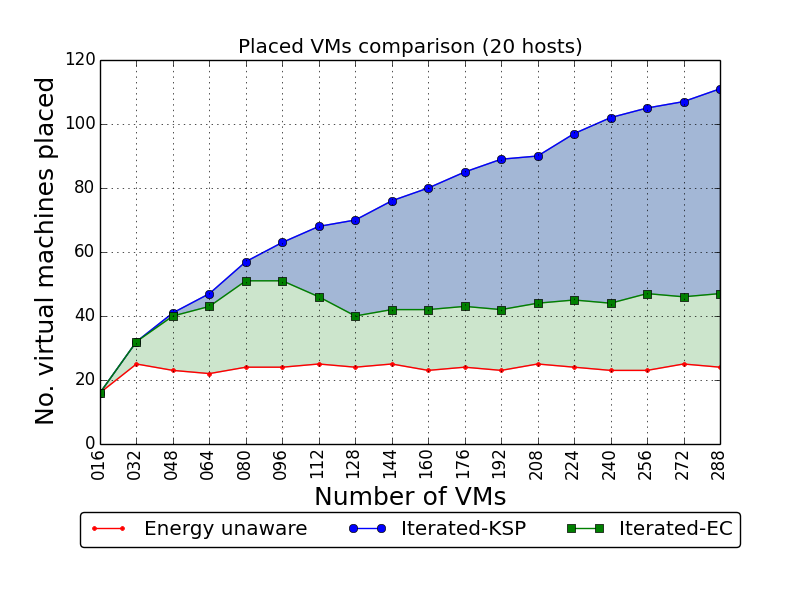 Placed VMs comparison (20 hosts)
120
100
80
60
40
20
0
No. virtual machines placed
016 032 048 064 080 096 112 128 144 160 176 192 208 224 240 256 272 288
Number of VMs
Energy unaware Iterated-KSP Iterated-EC